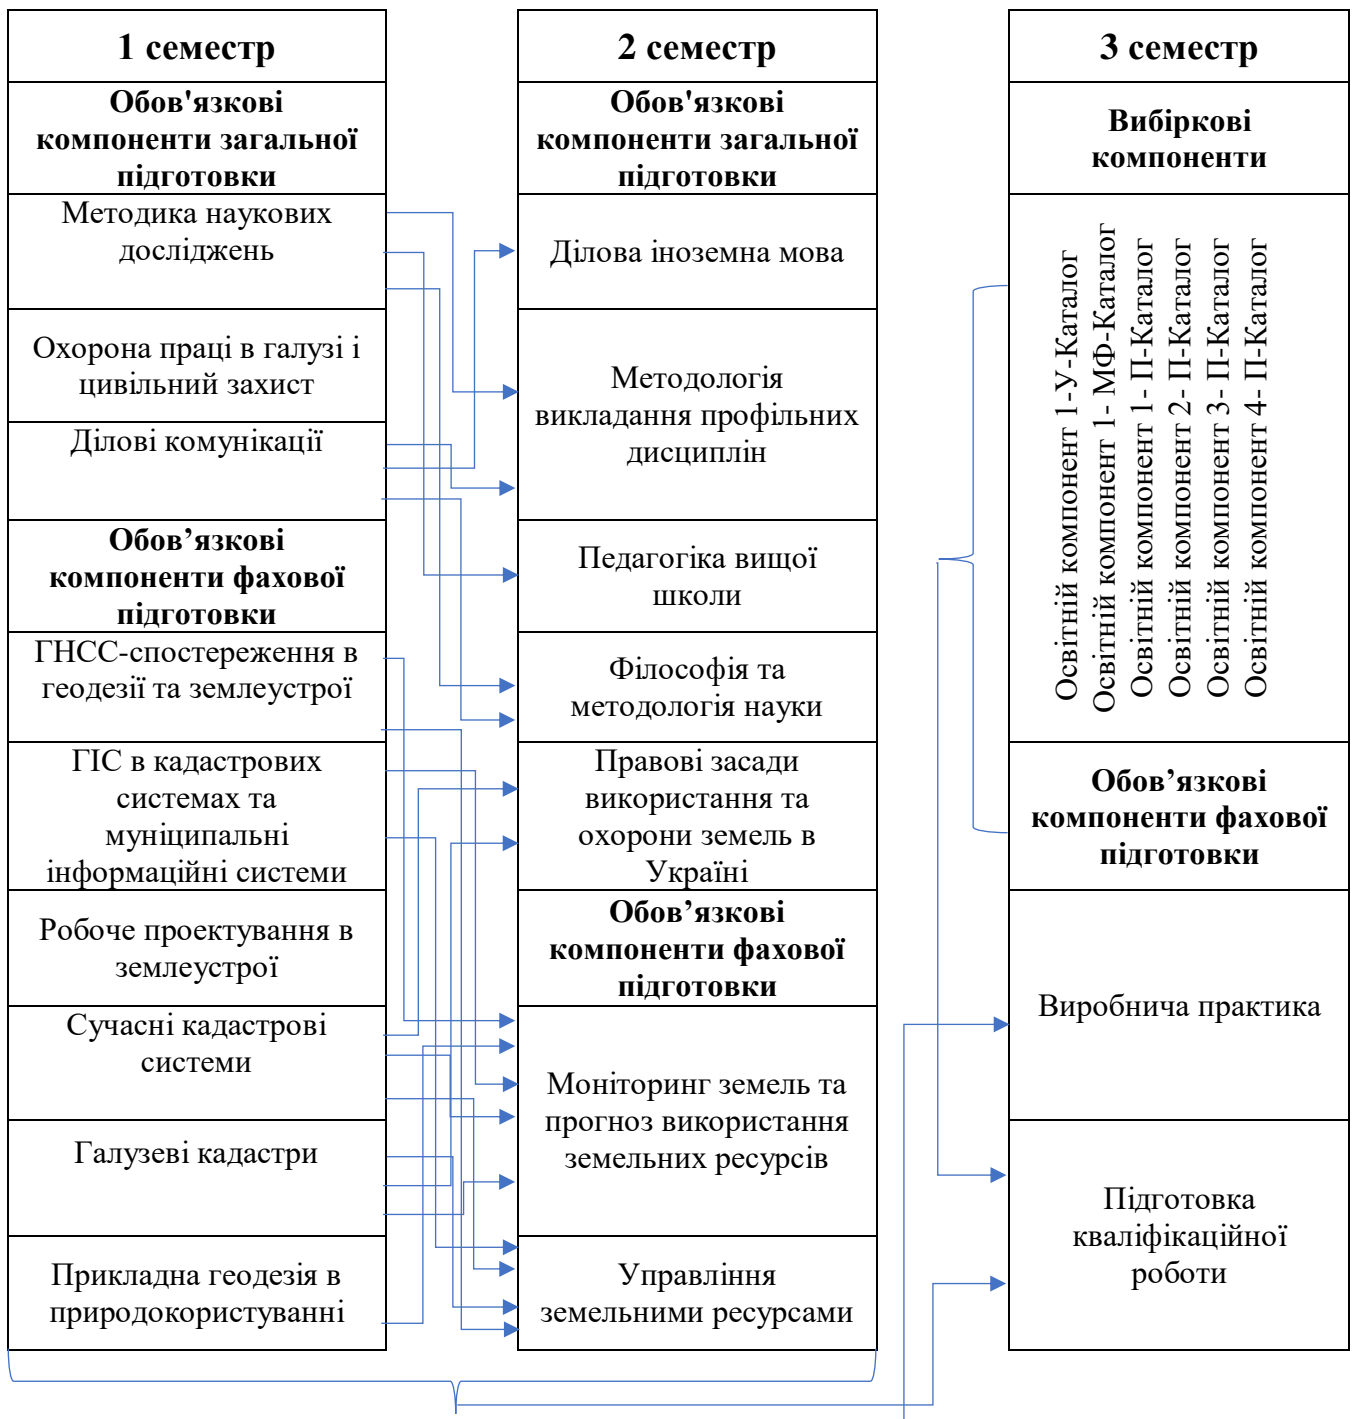 1 семестр
Обов'язкові
компоненти загальної
підготовки
Методика наукових
досліджень
Охорона праці в галузі і
цивільний захист
Ділові комунікації
Обов’язкові
компоненти фахової
підготовки
ГНСС-спостереження в
геодезії та землеустрої
ГІС в кадастрових
системах та
муніципальні
інформаційні системи
Робоче проектування в
землеустрої
Сучасні кадастрові
системи
Галузеві кадастри
Прикладна геодезія в
природокористуванні
2 семестр
Обов'язкові
компоненти загальної
підготовки
Ділова іноземна мова
Методологія
викладання профільних
дисциплін
Педагогіка вищої
школи
Філософія та
методологія науки
Правові засади
використання та
охорони земель в
Україні
Обов’язкові
компоненти фахової
підготовки
Моніторинг земель та
прогноз використання
земельних ресурсів
Управління
земельними ресурсами
3 семестр
Вибіркові
компоненти
Освітній компонент 1-У-Каталог
Освітній компонент 1- МФ-Каталог
Освітній компонент 1- П-Каталог
Освітній компонент 2- П-Каталог
Освітній компонент 3- П-Каталог
Освітній компонент 4- П-Каталог
Обов’язкові
компоненти фахової
підготовки
Виробнича практика
Підготовка
кваліфікаційної
роботи